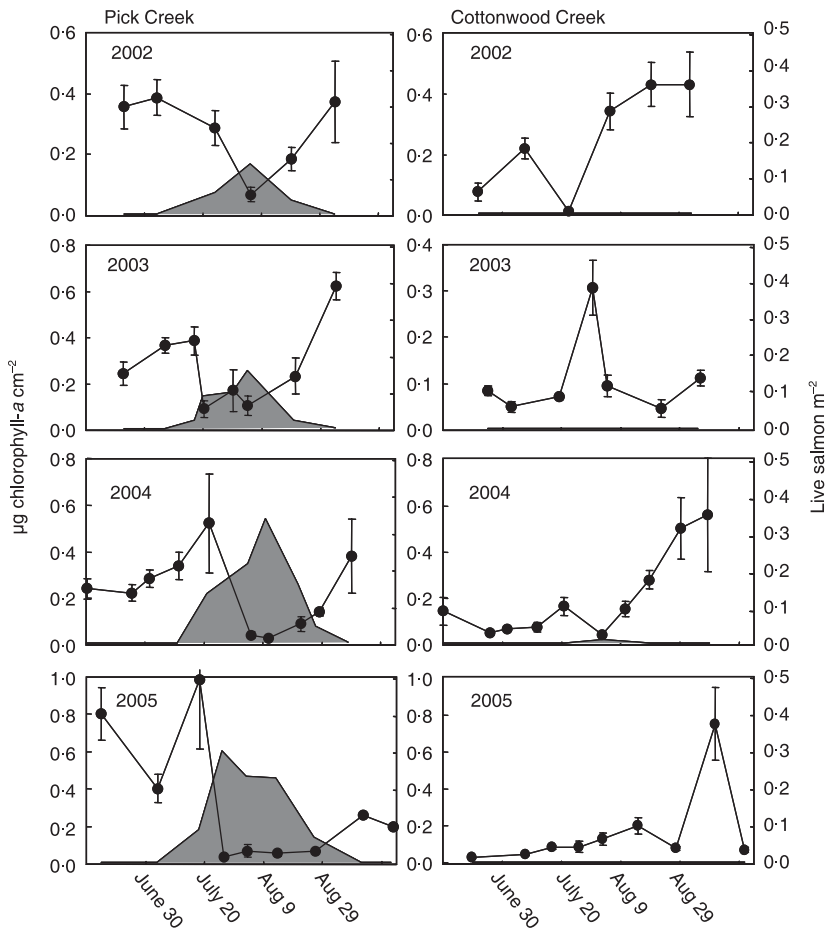 Pick Creek Cottonwood Creek
0·6 2002 0·6 2002 0·5
0·4 0·4 0·4
0·3
0·2 0·2 0·2
0·1
0·0 0·0 0·0
0·8 2003 0·4 2003 0·5
0·4
0·6 0·3
0·3
0·4 0·2
0·2
0·2 0·1 0·1
0·0 0·0 0·0
0·8 2004 0·8 2004 0·5
0·4
0·6 0·6
0·3
0·4 0·4
0·2
0·2 0·2 0·1
0·0 0·0 0·0
1·0 2005 1·0 2005 0·5
0·8 0·8 0·4
0·6 0·6 0·3
0·4 0·4 0·2
0·2 0·2 0·1
0·0 0·0 0·0
June 30 July 20 Aug 9 Aug 29 June 30 July 20 Aug 9 Aug 29
µg chlorophyll-a cm⁻²
Live salmon m⁻²